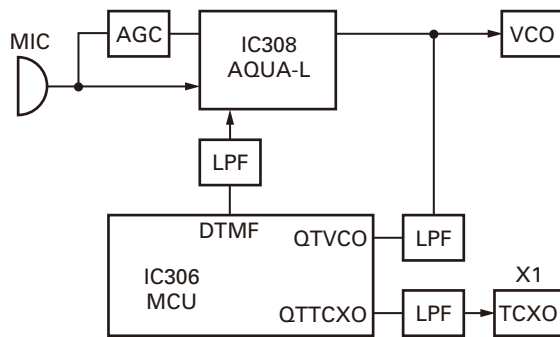 MIC
AGC
IC308
AQUA-L
VCO
LPF
DTMF
QTVCO
LPF
IC306
MCU
QTTCXO
LPF
X1
TCXO